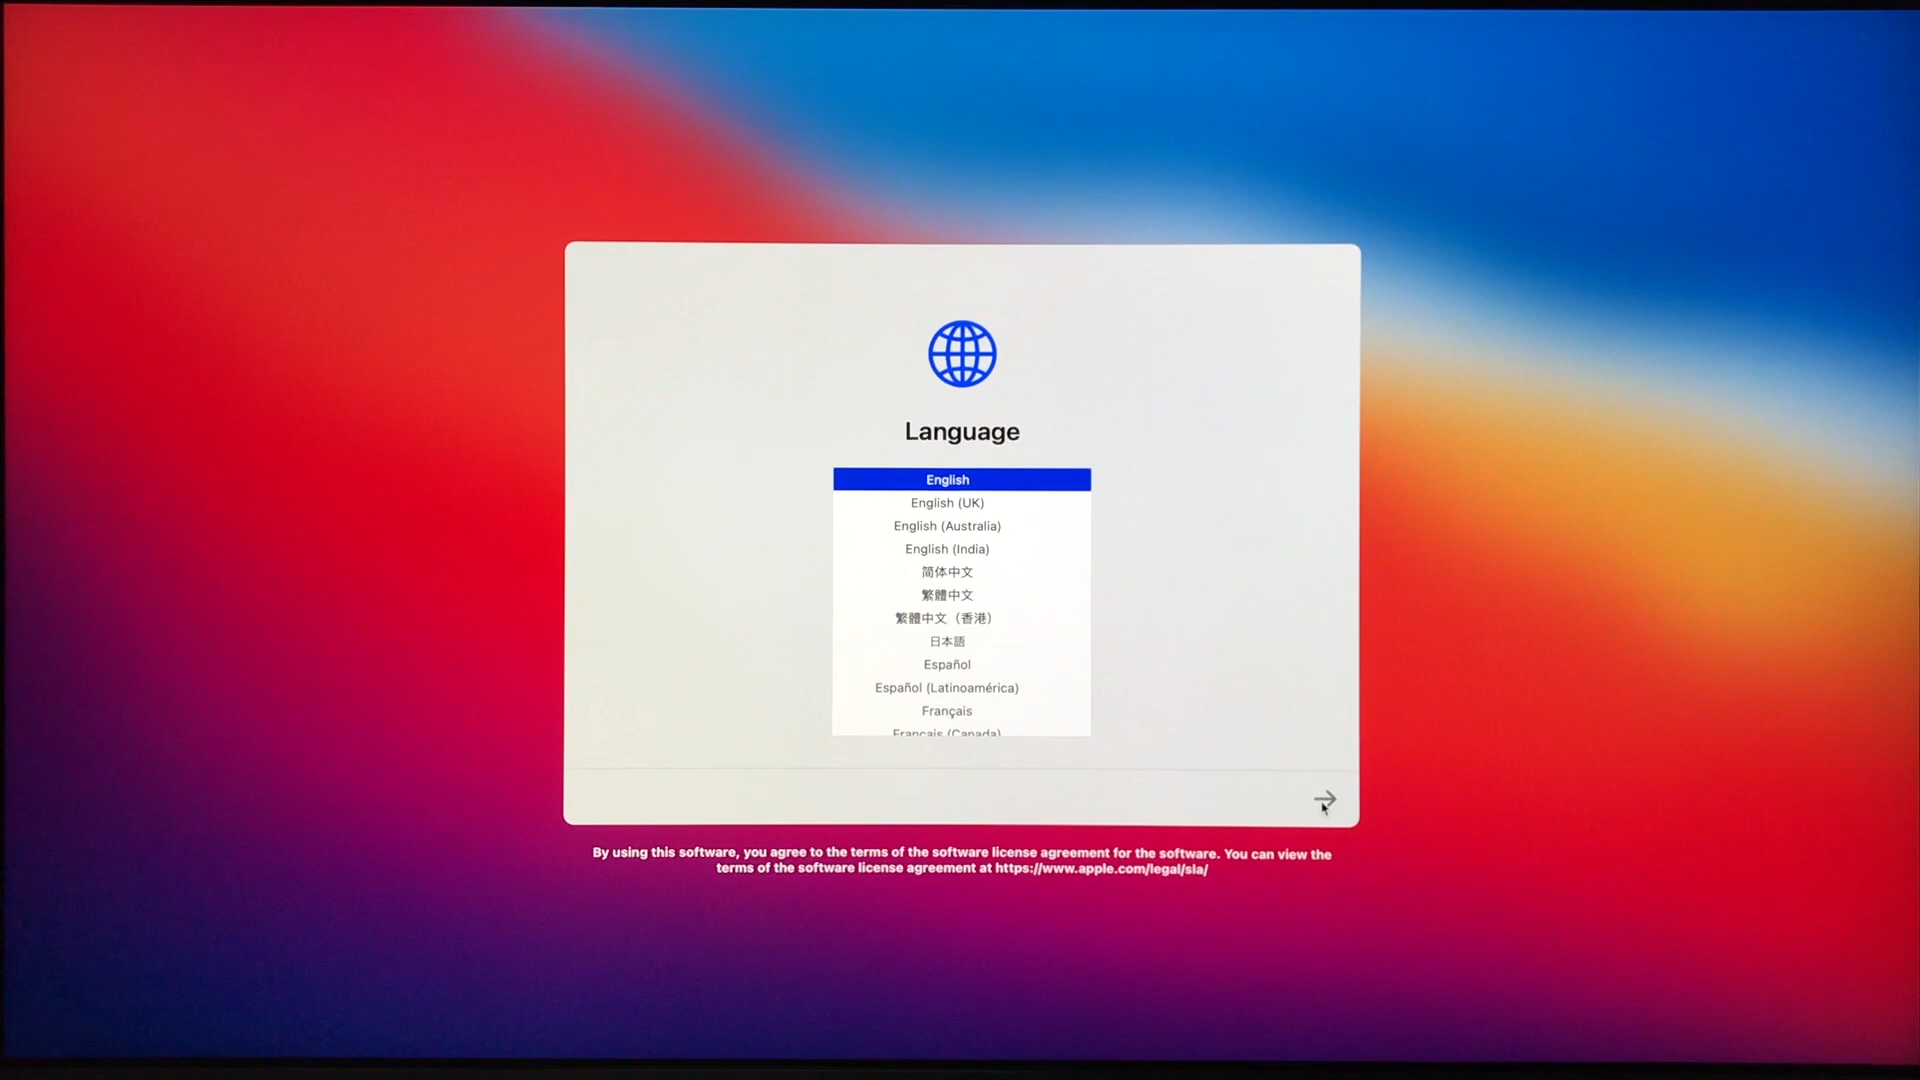 Language
English
English (UK)
English (Australia)
English (India)
简体中文
繁體中文
繁體中文（香港）
日本語
Español
Español (Latinoamérica)
Français
Français (Canada)
By using this software, you agree to the terms of the software license agreement for the software. You can view the
terms of the software license agreement at https://www.apple.com/legal/sla/